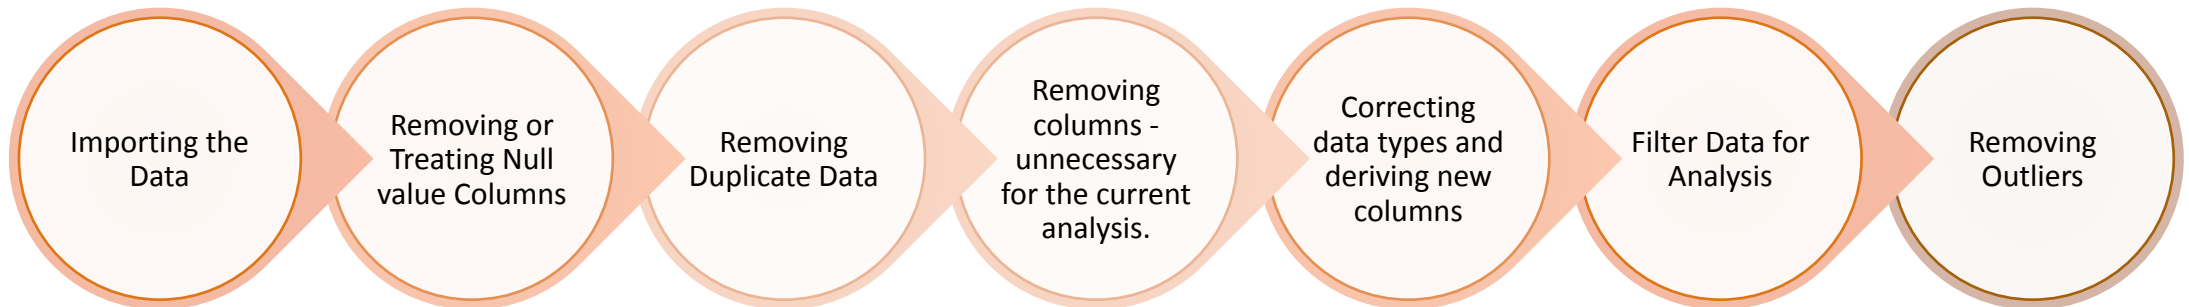 Importing the
Data
Removing or
Treating Null
value Columns
Removing
Duplicate Data
Removing
columns -
unnecessary
for the current
analysis.
Correcting
data types and
deriving new
columns
Filter Data for
Analysis
Removing
Outliers